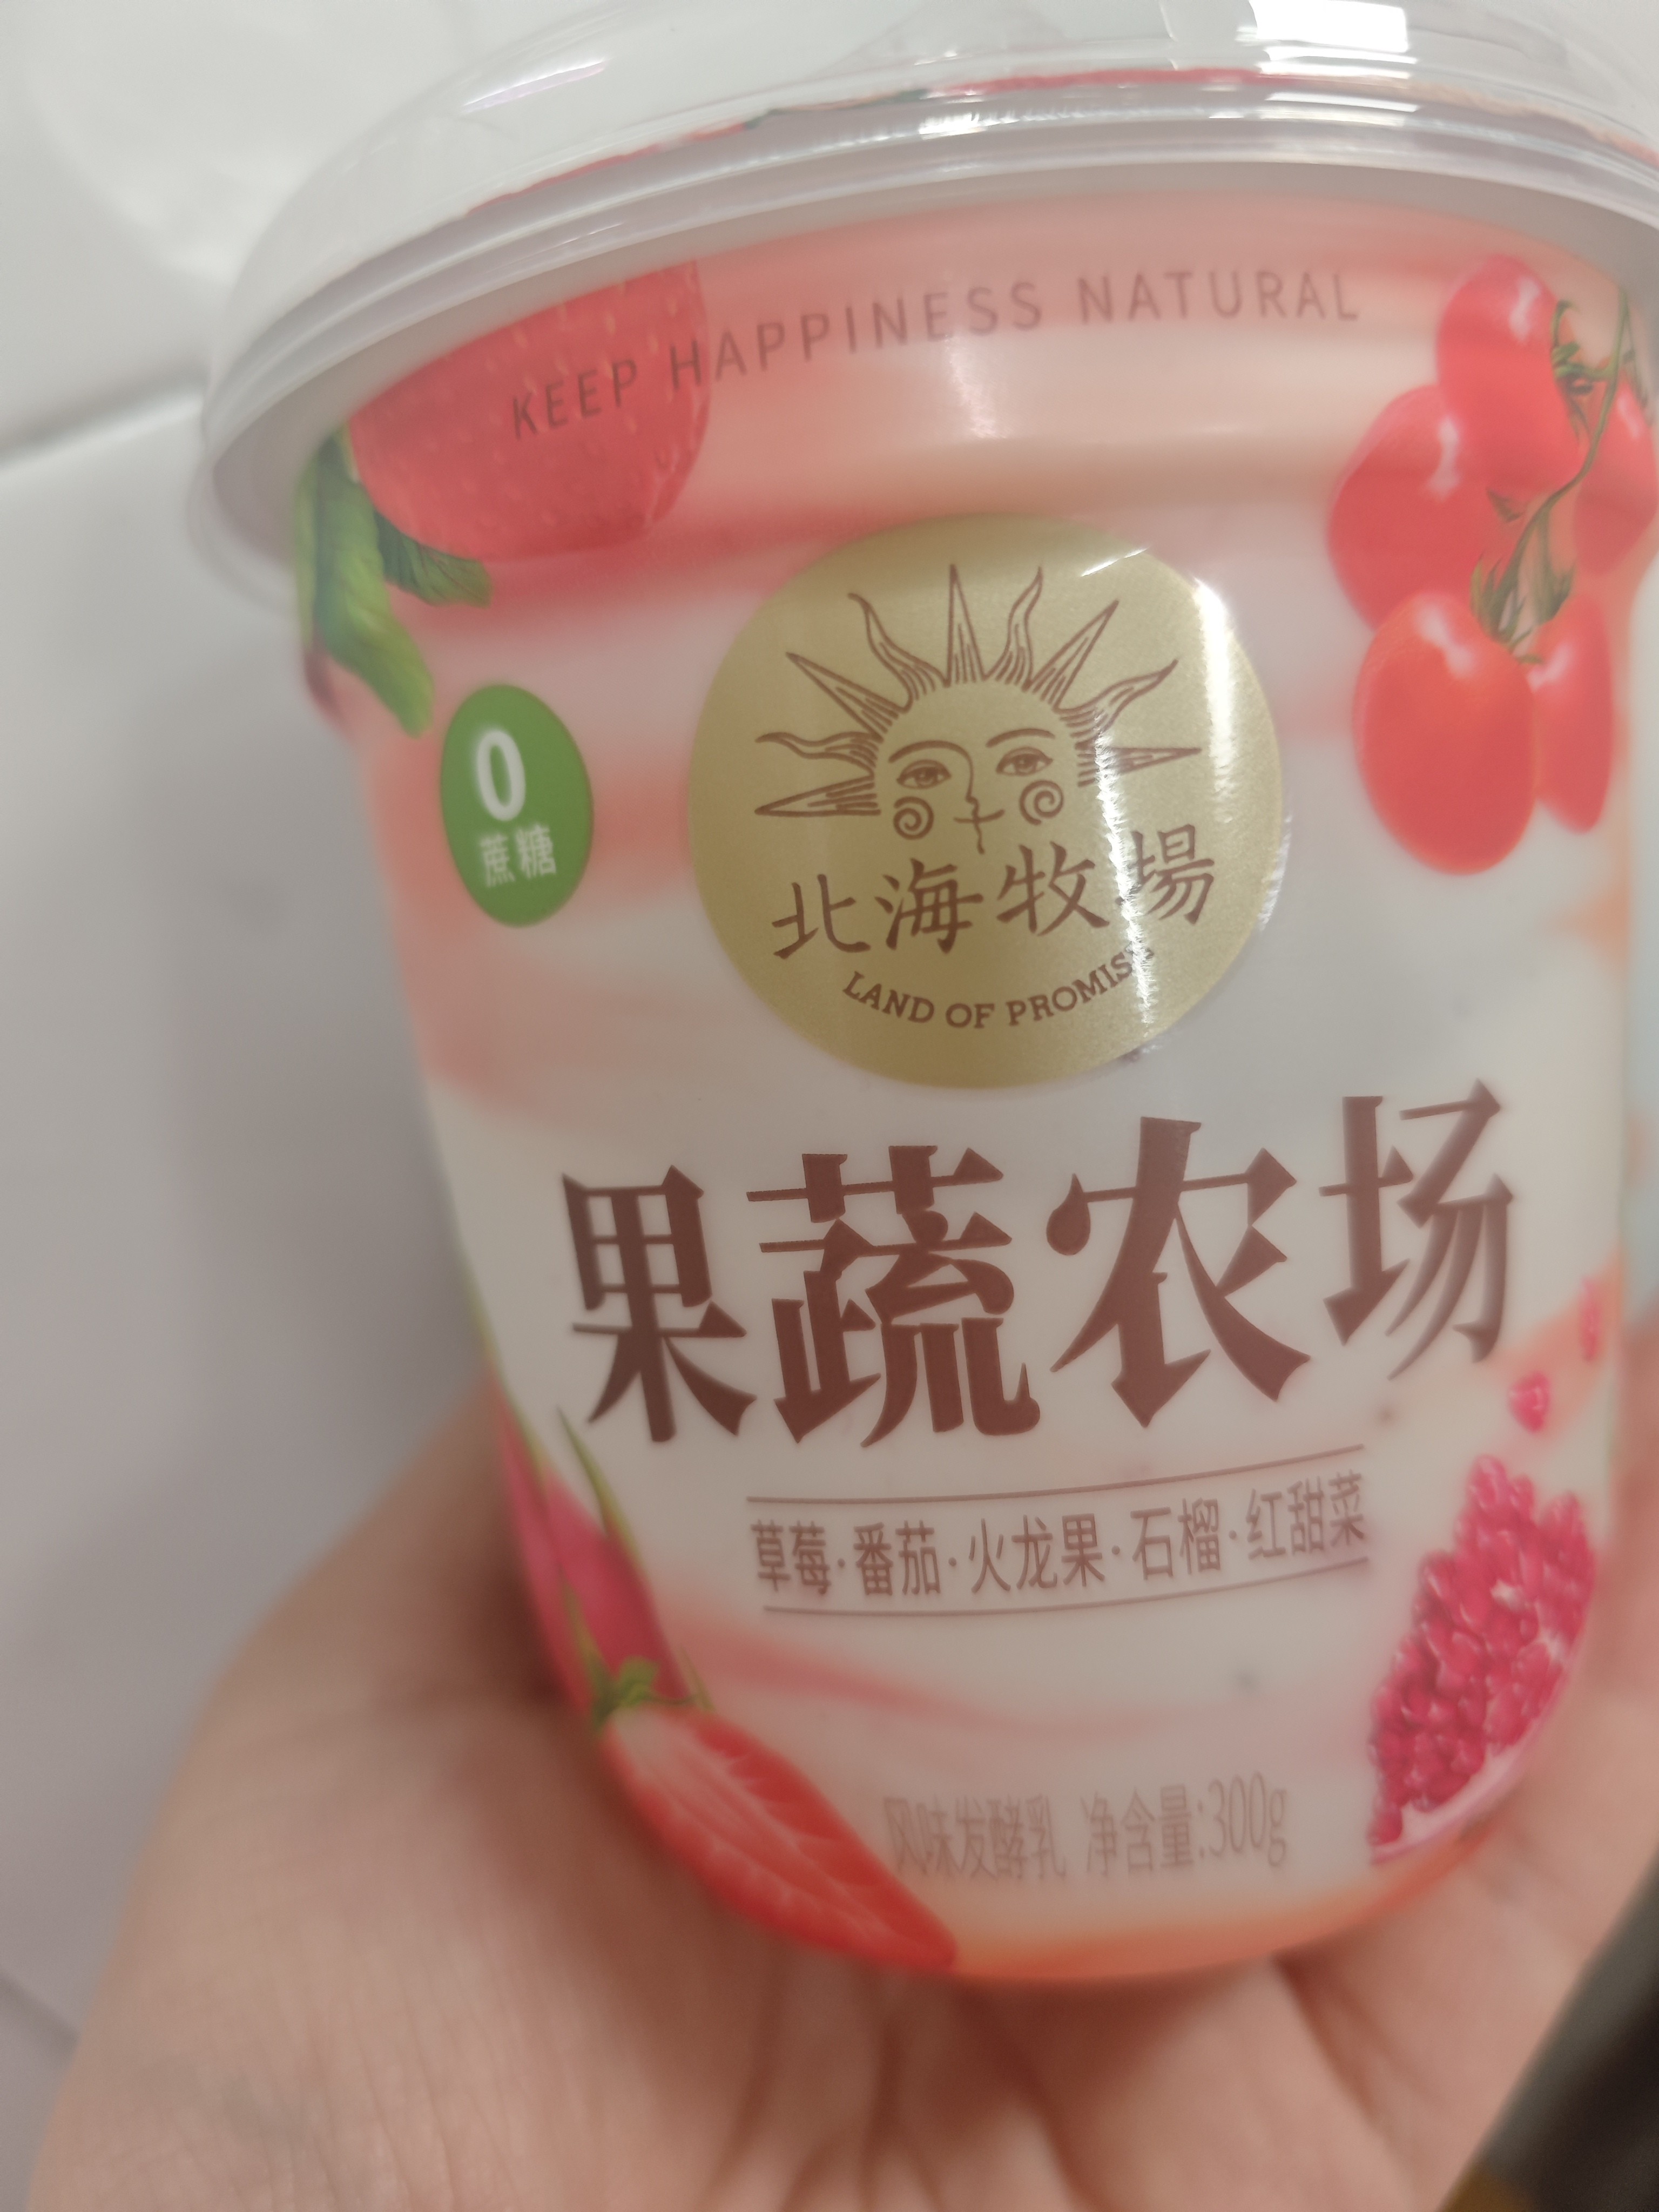 KEEP HAPPINESS NATURAL
0
蔗糖
北海牧場
LAND OF PROMISE
果蔬农场
草莓·番茄·火龙果·石榴·红甜菜
风味发酵乳 净含量:300g